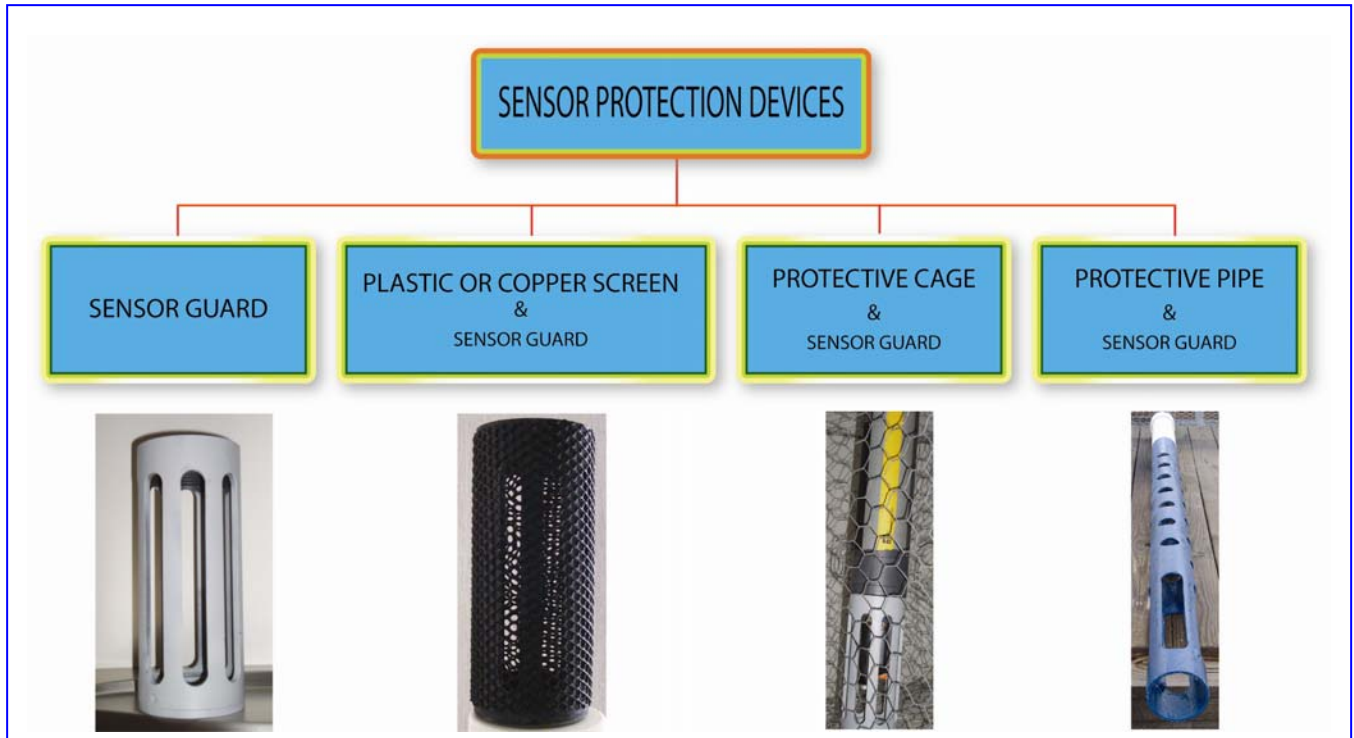 SENSOR PROTECTION DEVICES
SENSOR GUARD
PLASTIC OR COPPER SCREEN
&
SENSOR GUARD
PROTECTIVE CAGE
&
SENSOR GUARD
PROTECTIVE PIPE
&
SENSOR GUARD